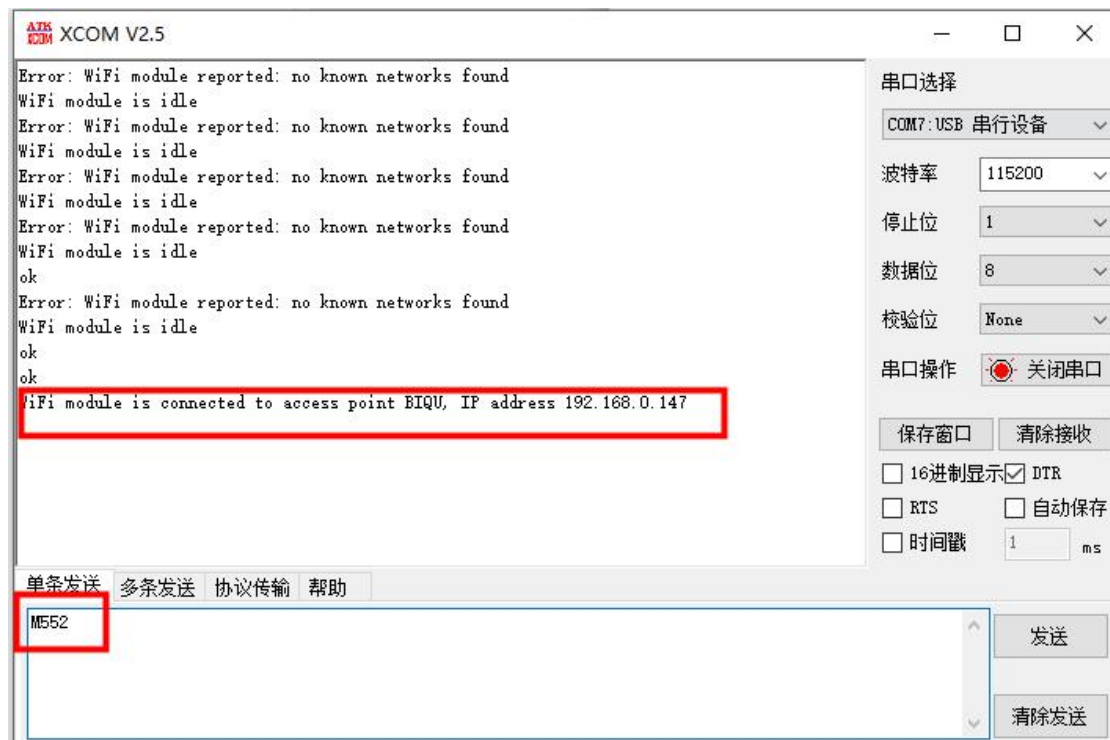 ATK XCOM XCOM V2.5
Error: WiFi module reported: no known networks found
WiFi module is idle
Error: WiFi module reported: no known networks found
WiFi module is idle
Error: WiFi module reported: no known networks found
WiFi module is idle
Error: WiFi module reported: no known networks found
WiFi module is idle
ok
Error: WiFi module reported: no known networks found
WiFi module is idle
ok
ok
WiFi module is connected to access point BIQU, IP address 192.168.0.147
串口选择
COM7:USB 串行设备
波特率 115200
停止位 1
数据位 8
校验位 None
串口操作 关闭串口
保存窗口 清除接收
16进制显示 DTR
RTS 自动保存
时间戳 1 ms
单条发送 多条发送 协议传输 帮助
M552
发送
清除发送